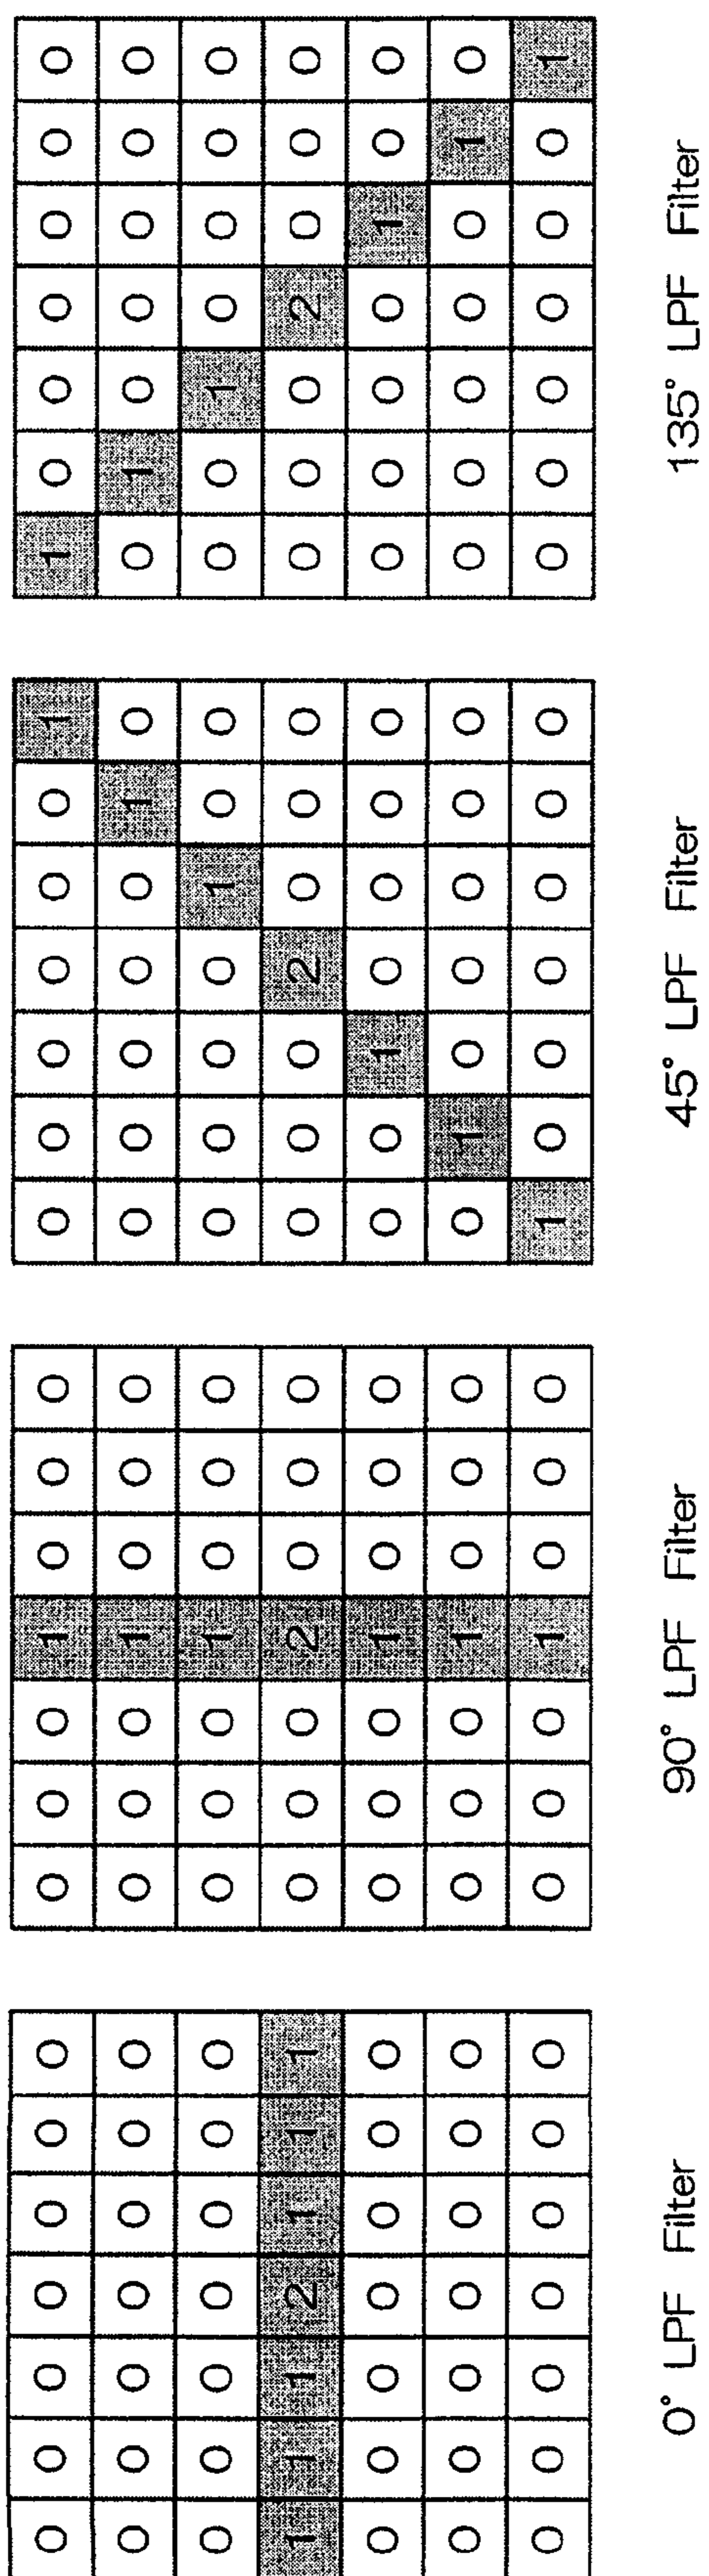 0 0 0 0 0 0 0
0 0 0 0 0 0 0
0 0 0 0 0 0 0
1 1 1 2 1 1 1
0 0 0 0 0 0 0
0 0 0 0 0 0 0
0 0 0 0 0 0 0
0° LPF Filter
0 0 0 1 0 0 0
0 0 0 1 0 0 0
0 0 0 1 0 0 0
0 0 0 2 0 0 0
0 0 0 1 0 0 0
0 0 0 1 0 0 0
0 0 0 1 0 0 0
90° LPF Filter
0 0 0 0 0 0 1
0 0 0 0 0 1 0
0 0 0 0 1 0 0
0 0 0 2 0 0 0
0 0 1 0 0 0 0
0 1 0 0 0 0 0
1 0 0 0 0 0 0
45° LPF Filter
1 0 0 0 0 0 0
0 1 0 0 0 0 0
0 0 1 0 0 0 0
0 0 0 2 0 0 0
0 0 0 0 1 0 0
0 0 0 0 0 1 0
0 0 0 0 0 0 1
135° LPF Filter